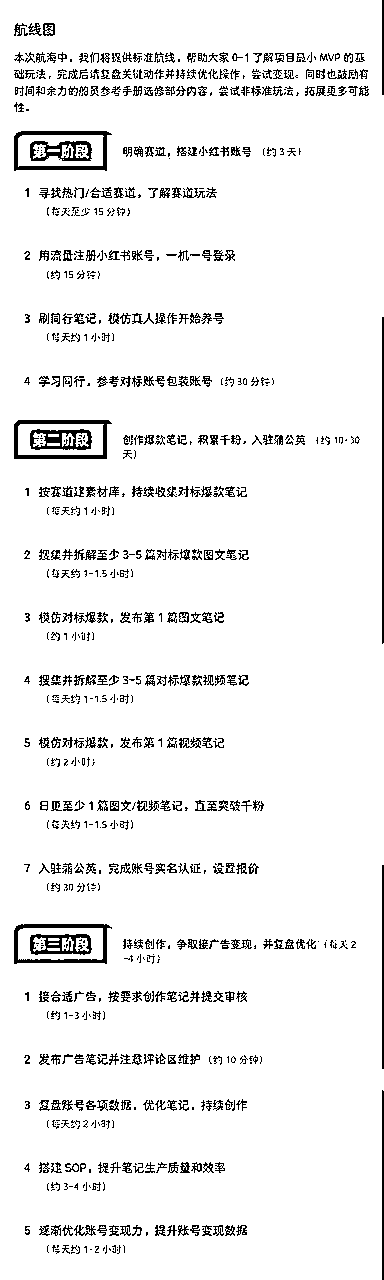 航线图
本次航海中，我们将提供标准航线，帮助大家 0-1 了解项目最小 MVP 的基
础玩法，完成后请复盘关键动作并持续优化操作，尝试变现。同时也鼓励有
时间和余力的船员参考手册选修部分内容，尝试非标准玩法，拓展更多可能
性。
第一阶段 明确赛道，搭建小红书账号 （约 3 天）
1 寻找热门/合适赛道，了解赛道玩法
（每天至少 15 分钟）
2 用流量注册小红书账号，一机一号登录
（约 15 分钟）
3 刷同行笔记，模仿真人操作开始养号
（每天约 1 小时）
4 学习同行，参考对标账号包装账号 （约 30 分钟）
第二阶段 创作爆款笔记，积累千粉，入驻蒲公英 （约 10-30
天）
1 按赛道建素材库，持续收集对标爆款笔记
（每天约 1 小时）
2 搜集并拆解至少 3-5 篇对标爆款图文笔记
（每天约 1-1.5 小时）
3 模仿对标爆款，发布第 1 篇图文笔记
（约 1 小时）
4 搜集并拆解至少 3-5 篇对标爆款视频笔记
（每天约 1-1.5 小时）
5 模仿对标爆款，发布第 1 篇视频笔记
（约 2 小时）
6 日更至少 1 篇图文/视频笔记，直至突破千粉
（每天约 1-1.5 小时）
7 入驻蒲公英，完成账号实名认证，设置报价
（约 30 分钟）
第三阶段 持续创作，争取接广告变现，并复盘优化 （每天 2
-4 小时）
1 接合适广告，按要求创作笔记并提交审核
（约 1-3 小时）
2 发布广告笔记并注意评论区维护 （约 10 分钟）
3 复盘账号各项数据，优化笔记，持续创作
（每天约 2 小时）
4 搭建 SOP，提升笔记生产质量和效率
（约 3-4 小时）
5 逐渐优化账号变现力，提升账号变现数据
（每天约 1-2 小时）